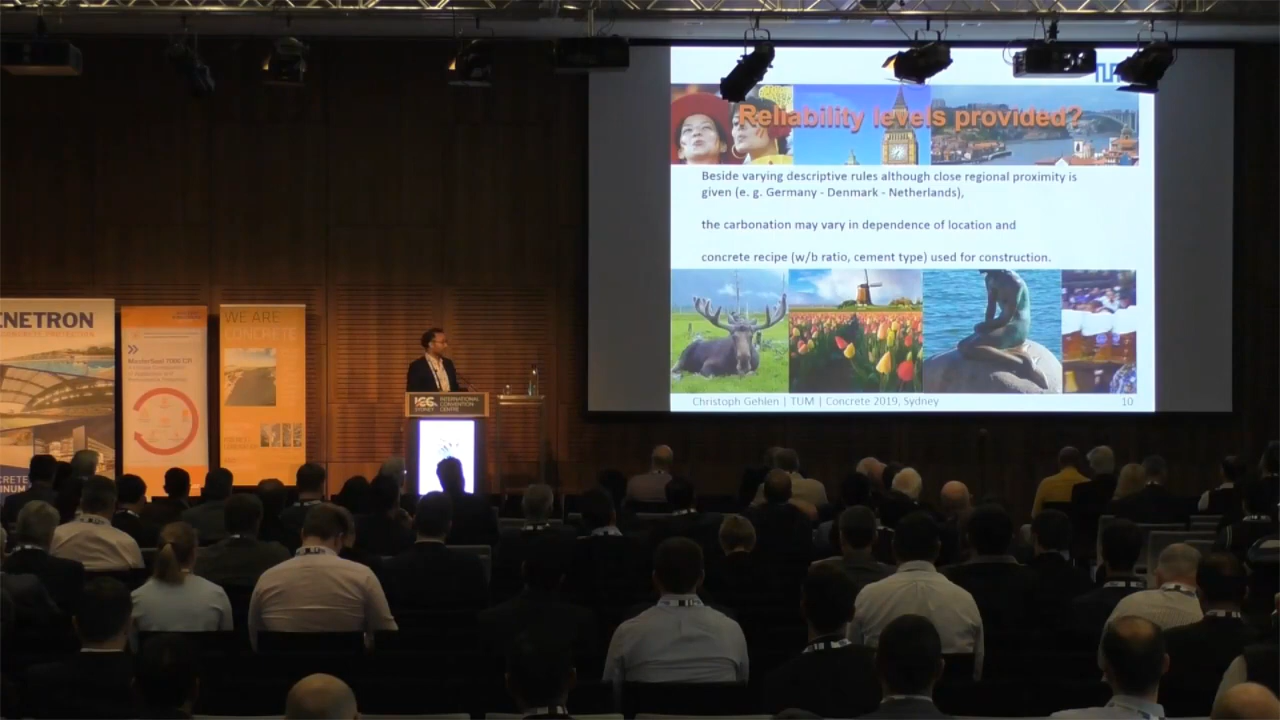 Reliability levels provided?
Beside varying descriptive rules although close regional proximity is
given (e. g. Germany - Denmark - Netherlands),
the carbonation may vary in dependence of location and
concrete recipe (w/b ratio, cement type) used for construction.
Christoph Gehlen | TUM | Concrete 2019, Sydney
10
ENETRON
WE ARE
CONCRETE
ICC
SYDNEY
INTERNATIONAL
CONVENTION
CENTRE